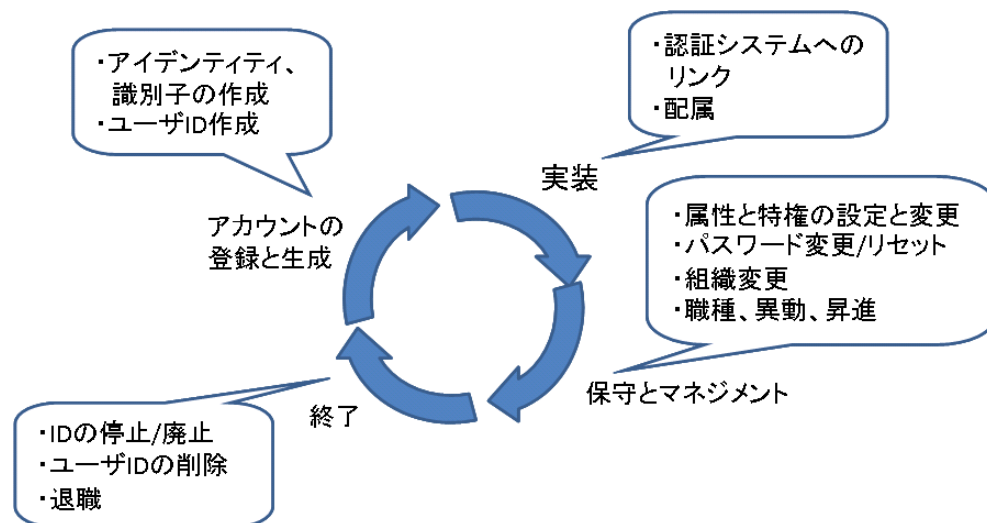 ・アイデンティティ、
識別子の作成
・ユーザID作成
アカウントの
登録と生成
・認証システムへの
リンク
・配属
実装
・属性と特権の設定と変更
・パスワード変更/リセット
・組織変更
・職種、異動、昇進
保守とマネジメント
終了
・IDの停止/廃止
・ユーザIDの削除
・退職